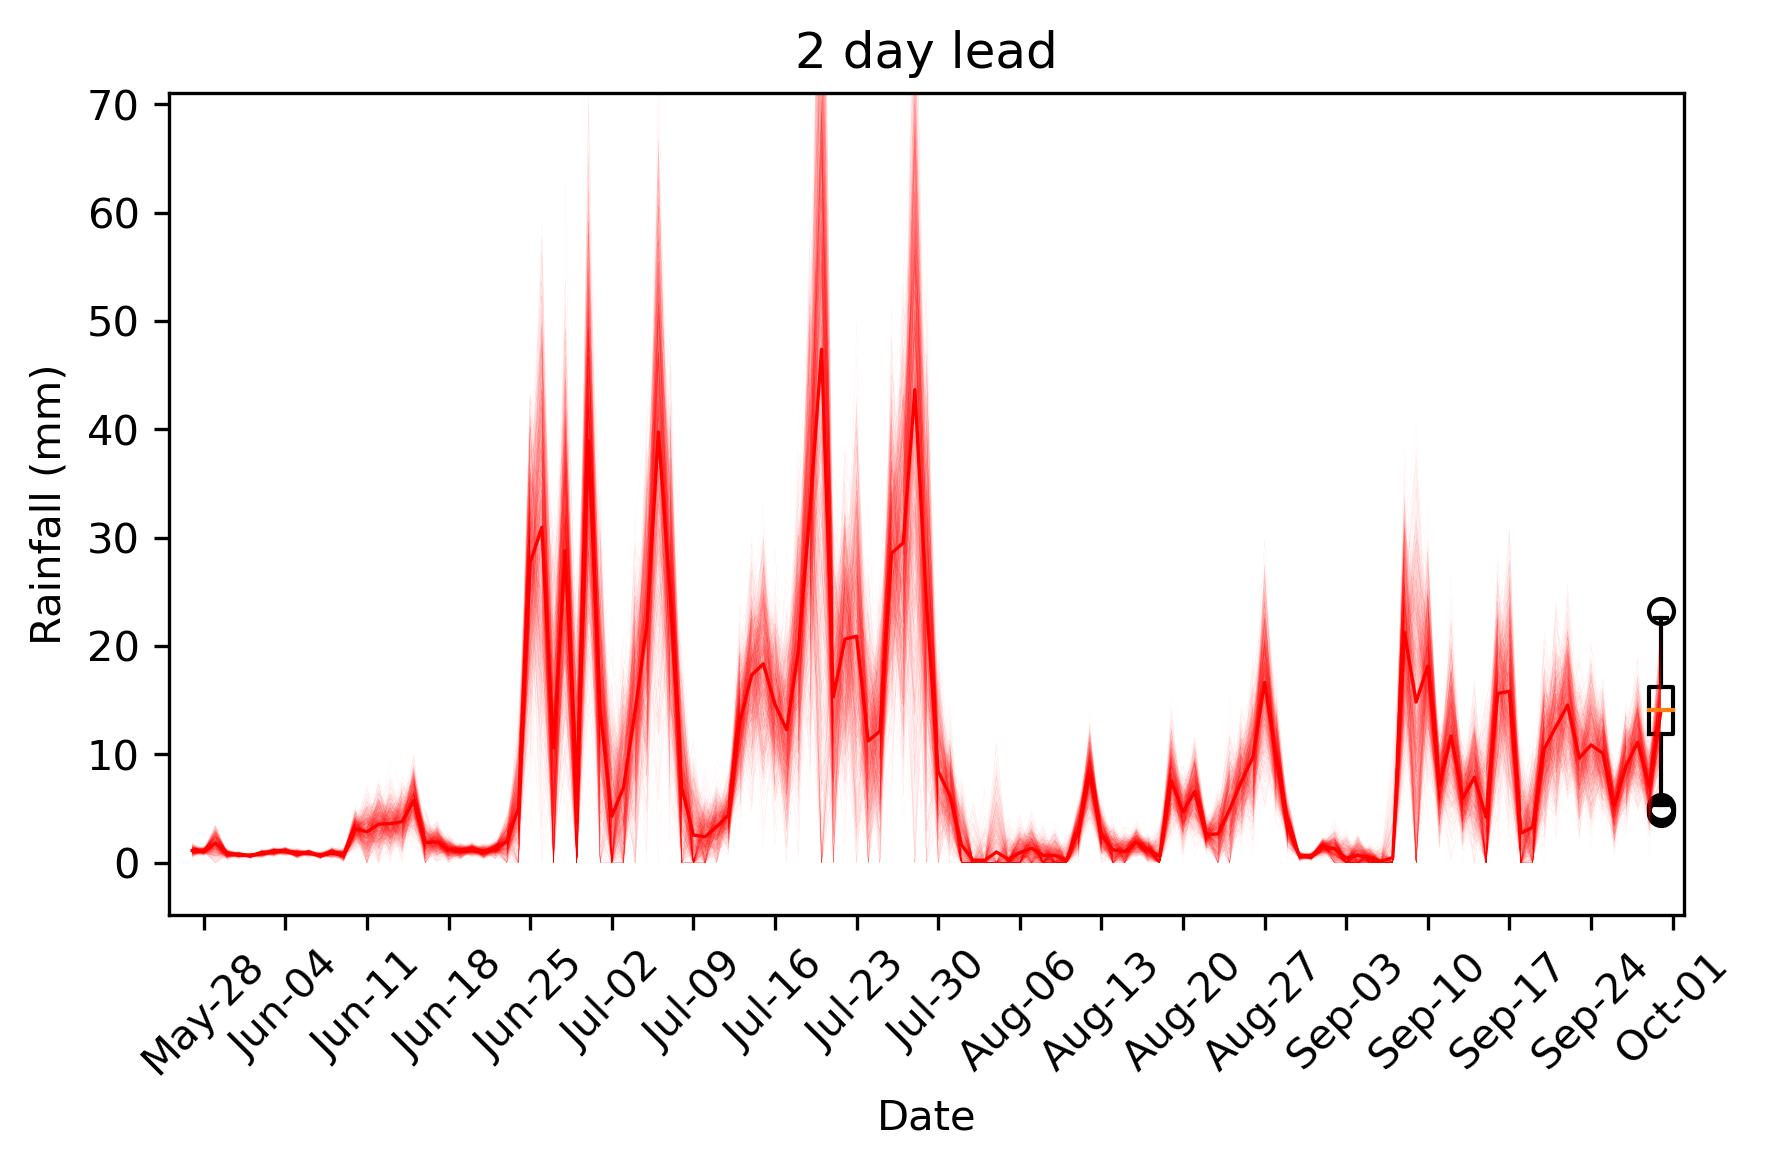 2 day lead
Rainfall (mm)
70
60
50
40
30
20
10
0
May-28
Jun-04
Jun-11
Jun-18
Jun-25
Jul-02
Jul-09
Jul-16
Jul-23
Jul-30
Aug-06
Aug-13
Aug-20
Aug-27
Sep-03
Sep-10
Sep-17
Sep-24
Oct-01
Date